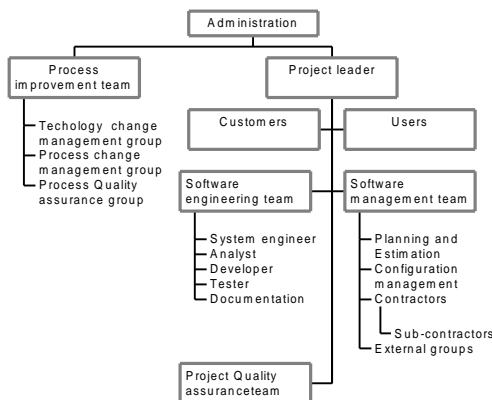 Administration
Process
improvement team
Project leader
Techology change
management group
Process change
management group
Process Quality
assurance group
Customers
Users
Software
engineering team
Software
management team
System engineer
Analyst
Developer
Tester
Documentation
Planning and
Estimation
Configuration
management
Contractors
Sub-contractors
External groups
Project Quality
assuranceteam